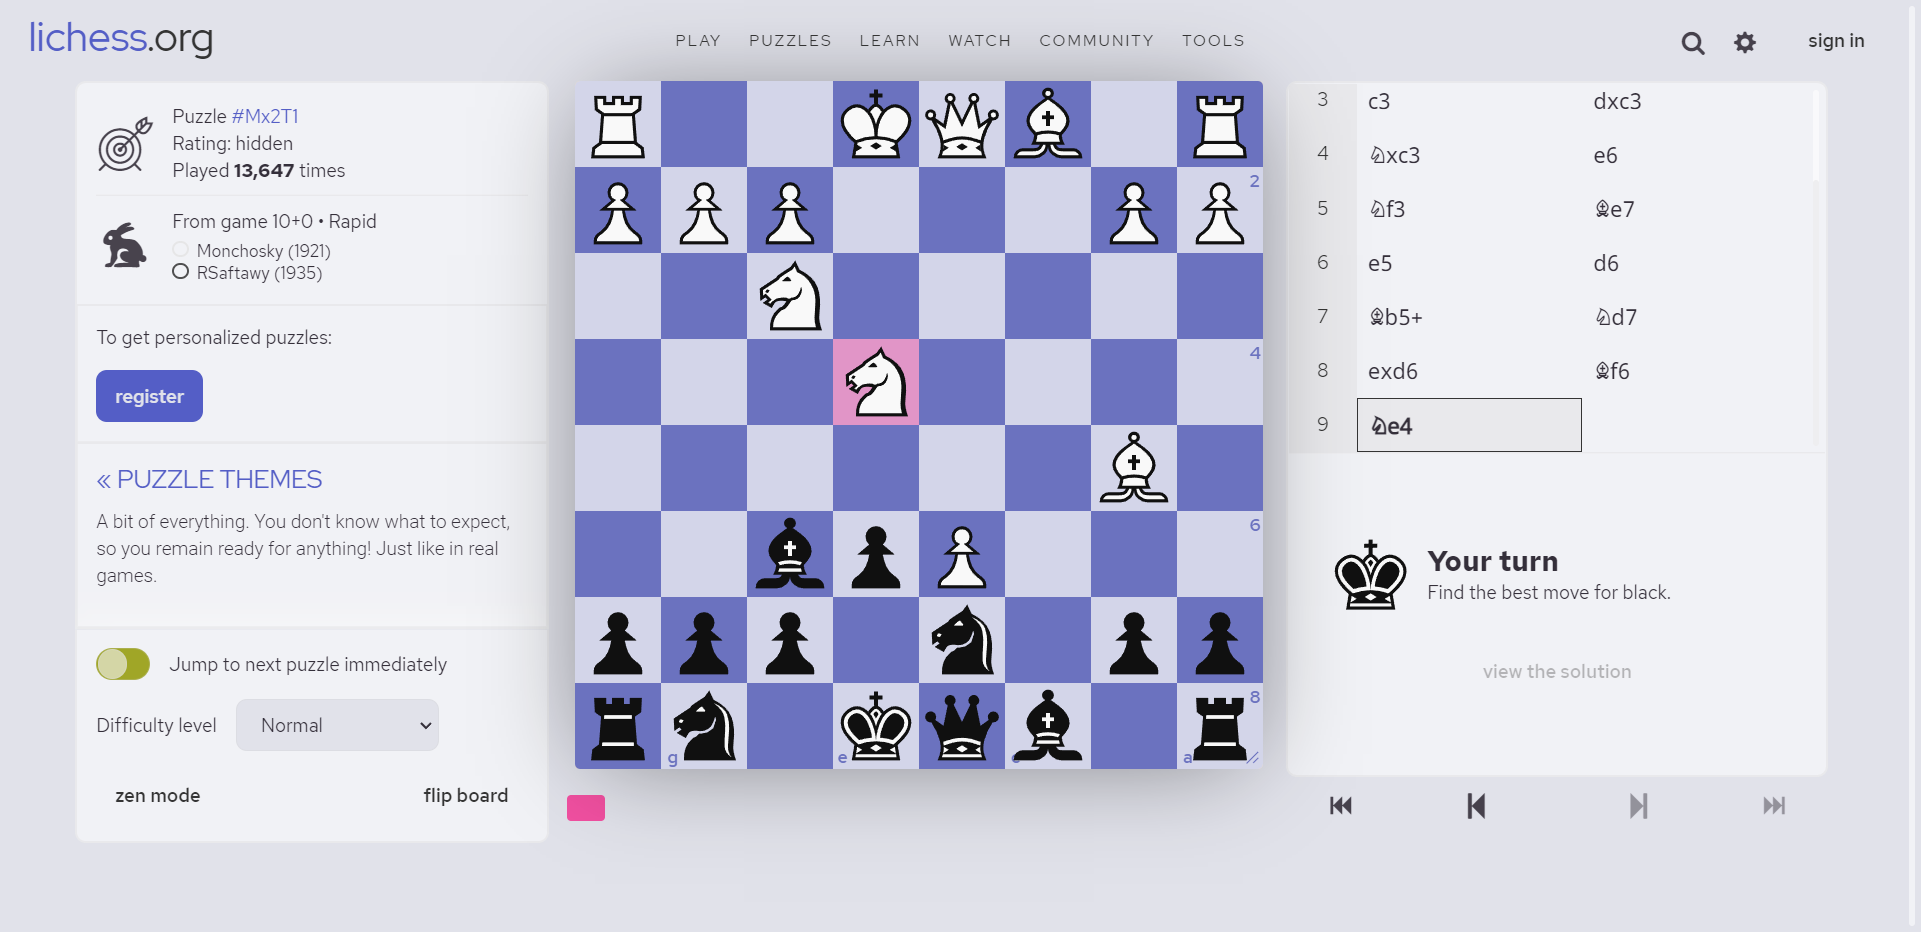 lichess.org
PLAY PUZZLES LEARN WATCH COMMUNITY TOOLS
sign in
Puzzle #Mx2T1
Rating: hidden
Played 13,647 times
From game 10+0 • Rapid
Monchosky (1921)
RSaftawy (1935)
To get personalized puzzles:
register
« PUZZLE THEMES
A bit of everything. You don't know what to expect,
so you remain ready for anything! Just like in real
games.
Jump to next puzzle immediately
Difficulty level Normal
zen mode flip board
2
4
6
8
g e c a
3 c3 dxc3
4 ♘xc3 e6
5 ♘f3 ♗e7
6 e5 d6
7 ♗b5+ ♘d7
8 exd6 ♗f6
9 ♘e4
Your turn
Find the best move for black.
view the solution